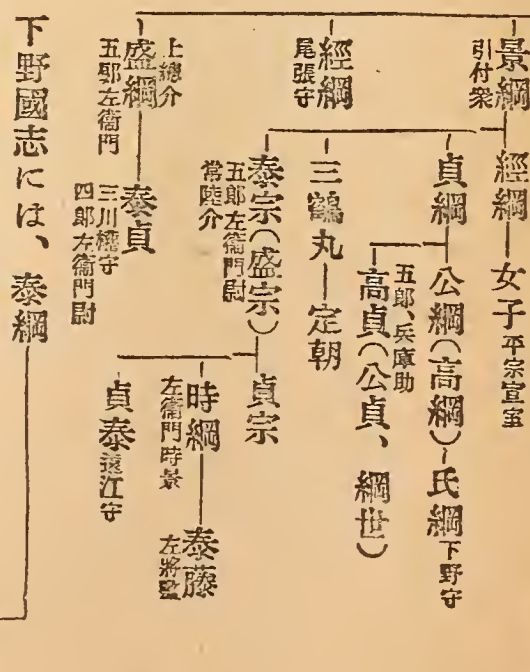 景綱
引付衆
經綱―女子 平宗宣室
貞綱
公綱(高綱)―氏綱 下野守
五郎、兵庫助
高貞(公貞、綱世)
三鶴丸―定朝
泰宗(盛宗)
五郎左衞門尉
常陸介
貞宗
時綱
左衞門時景
泰藤
左將監
貞泰 遠江守
經綱
尾張守
上總介
盛綱
五郎左衞門
泰貞
三川權守
四郎左衞門尉
下野國志には、泰綱